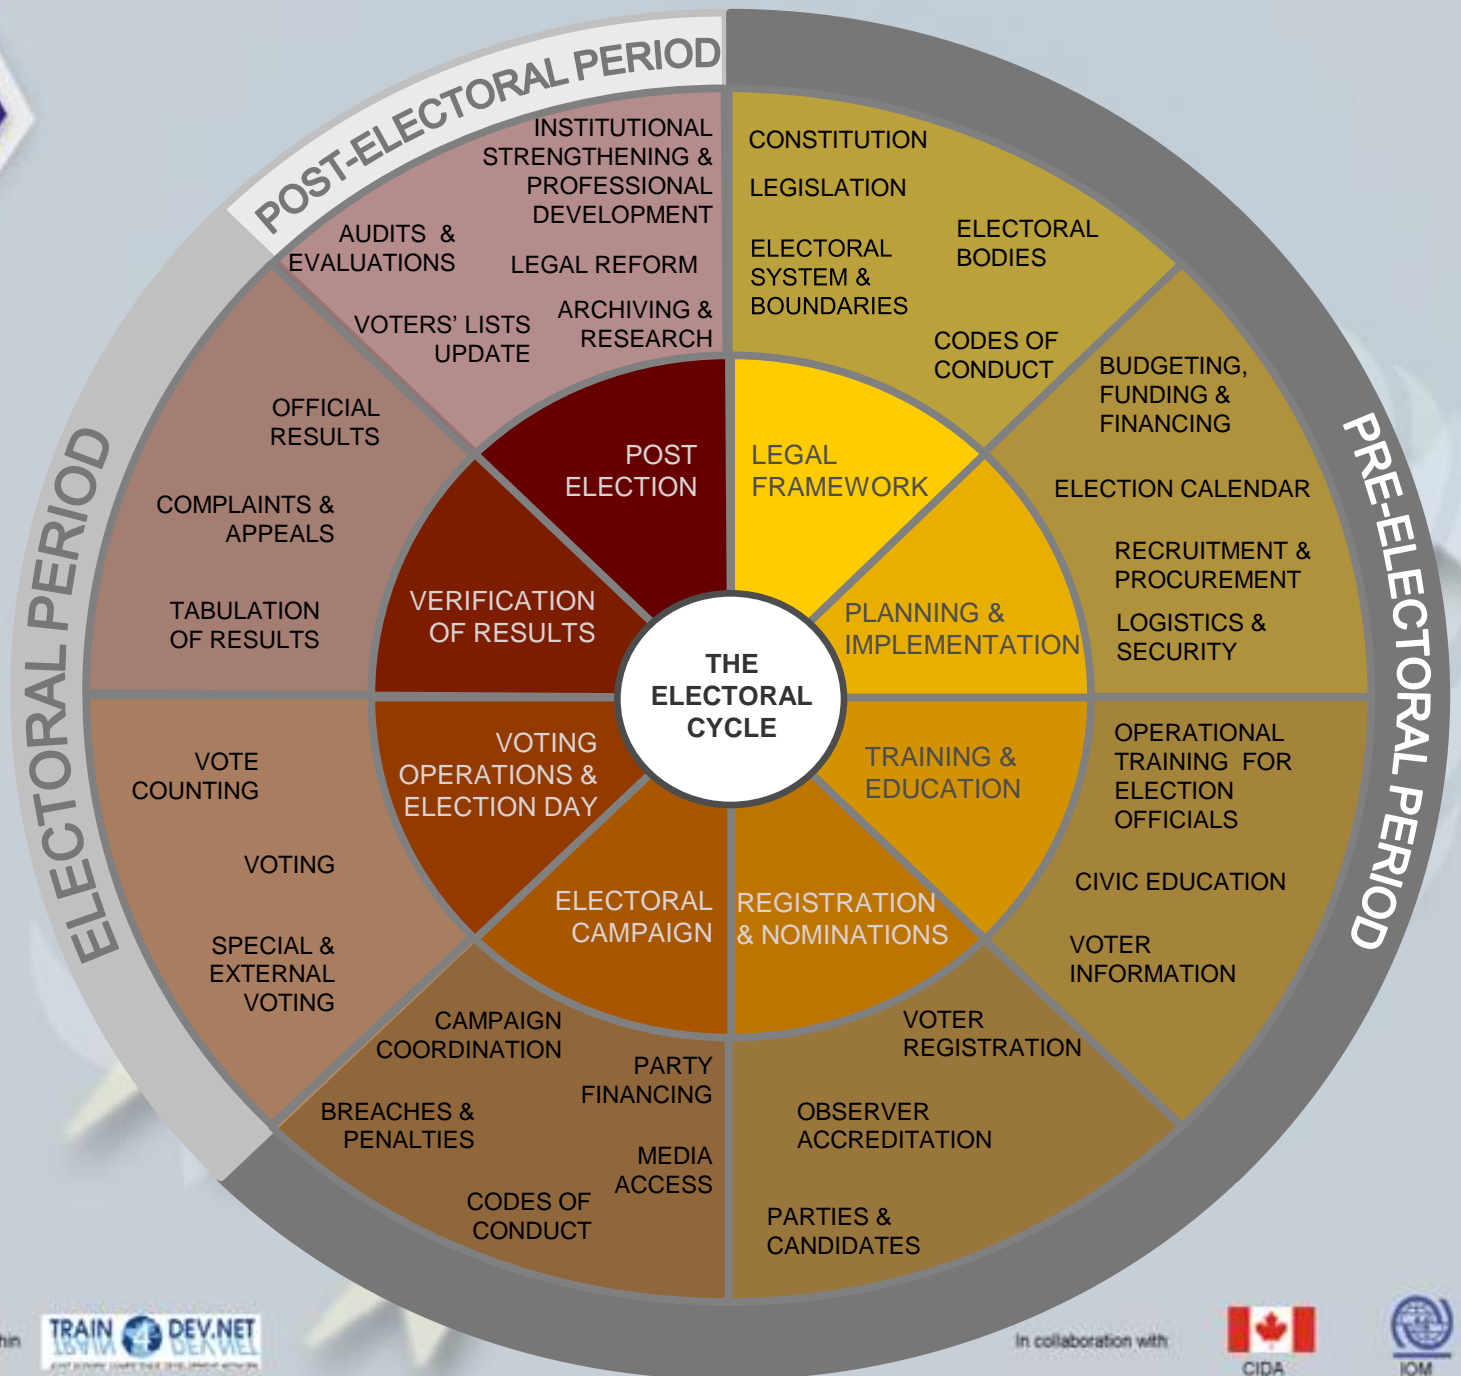 POST-ELECTORAL PERIOD
PRE-ELECTORAL PERIOD
ELECTORAL PERIOD
THE
ELECTORAL
CYCLE
LEGAL
FRAMEWORK
CONSTITUTION
LEGISLATION
ELECTORAL
SYSTEM &
BOUNDARIES
ELECTORAL
BODIES
CODES OF
CONDUCT
PLANNING &
IMPLEMENTATION
BUDGETING,
FUNDING &
FINANCING
ELECTION CALENDAR
RECRUITMENT &
PROCUREMENT
LOGISTICS &
SECURITY
TRAINING &
EDUCATION
OPERATIONAL
TRAINING FOR
ELECTION
OFFICIALS
CIVIC EDUCATION
VOTER
INFORMATION
REGISTRATION
& NOMINATIONS
VOTER
REGISTRATION
OBSERVER
ACCREDITATION
PARTIES &
CANDIDATES
ELECTORAL
CAMPAIGN
CAMPAIGN
COORDINATION
PARTY
FINANCING
BREACHES &
PENALTIES
MEDIA
ACCESS
CODES OF
CONDUCT
VOTING
OPERATIONS &
ELECTION DAY
VOTE
COUNTING
VOTING
SPECIAL &
EXTERNAL
VOTING
VERIFICATION
OF RESULTS
OFFICIAL
RESULTS
COMPLAINTS &
APPEALS
TABULATION
OF RESULTS
POST
ELECTION
INSTITUTIONAL
STRENGTHENING &
PROFESSIONAL
DEVELOPMENT
AUDITS &
EVALUATIONS
LEGAL REFORM
VOTERS' LISTS
UPDATE
ARCHIVING &
RESEARCH
TRAIN 4 DEV.NET
In collaboration with
CIDA
IOM